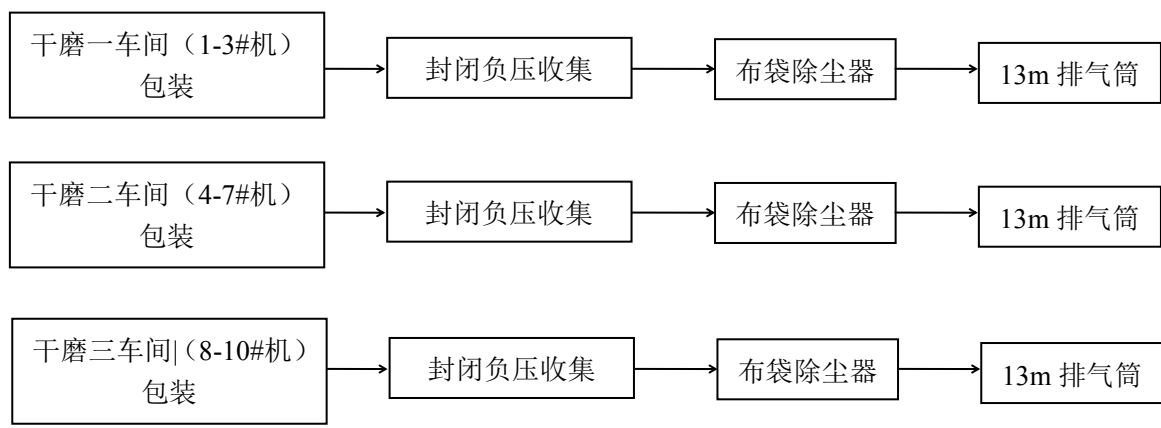 干磨一车间（1-3#机）
包装
封闭负压收集
布袋除尘器
13m 排气筒
干磨二车间（4-7#机）
包装
封闭负压收集
布袋除尘器
13m 排气筒
干磨三车间|（8-10#机）
包装
封闭负压收集
布袋除尘器
13m 排气筒